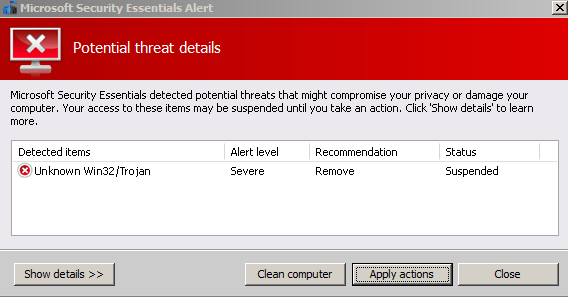 Microsoft Security Essentials Alert
Potential threat details
Microsoft Security Essentials detected potential threats that might compromise your privacy or damage your
computer. Your access to these items may be suspended until you take an action. Click 'Show details' to learn
more.
Detected items Alert level Recommendation Status
Unknown Win32/Trojan Severe Remove Suspended
Show details >> Clean computer Apply actions Close